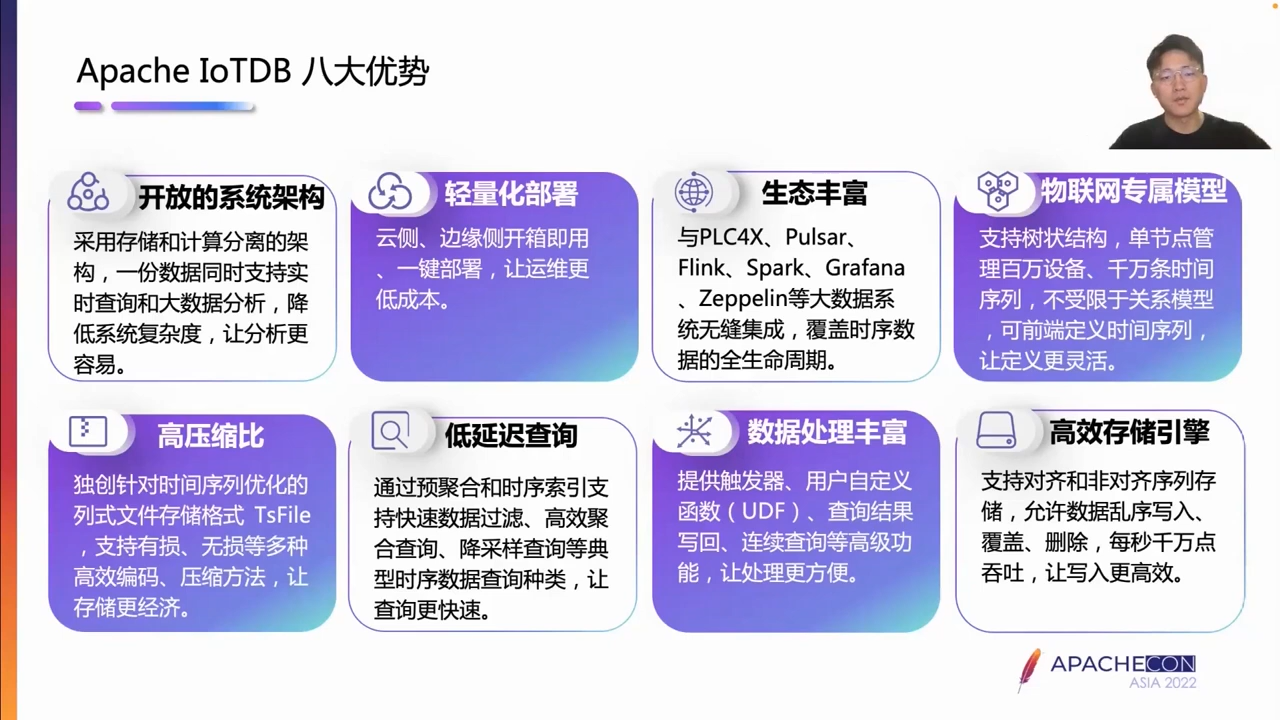 Apache IoTDB 八大优势
开放的系统架构
采用存储和计算分离的架
构，一份数据同时支持实
时查询和大数据分析，降
低系统复杂度，让分析更
容易。
轻量化部署
云侧、边缘侧开箱即用
、一键部署，让运维更
低成本。
生态丰富
与PLC4X、Pulsar、
Flink、Spark、Grafana
、Zeppelin等大数据系
统无缝集成，覆盖时序数
据的全生命周期。
物联网专属模型
支持树状结构，单节点管
理百万设备、千万条时间
序列，不受限于关系模型
，可前端定义时间序列，
让定义更灵活。
高压缩比
独创针对时间序列优化的
列式文件存储格式 TsFile
，支持有损、无损等多种
高效编码、压缩方法，让
存储更经济。
低延迟查询
通过预聚合和时序索引支
持快速数据过滤、高效聚
合查询、降采样查询等典
型时序数据查询种类，让
查询更快速。
数据处理丰富
提供触发器、用户自定义
函数（UDF）、查询结果
写回、连续查询等高级功
能，让处理更方便。
高效存储引擎
支持对齐和非对齐序列存
储，允许数据乱序写入、
覆盖、删除，每秒千万点
吞吐，让写入更高效。
APACHECON
ASIA 2022